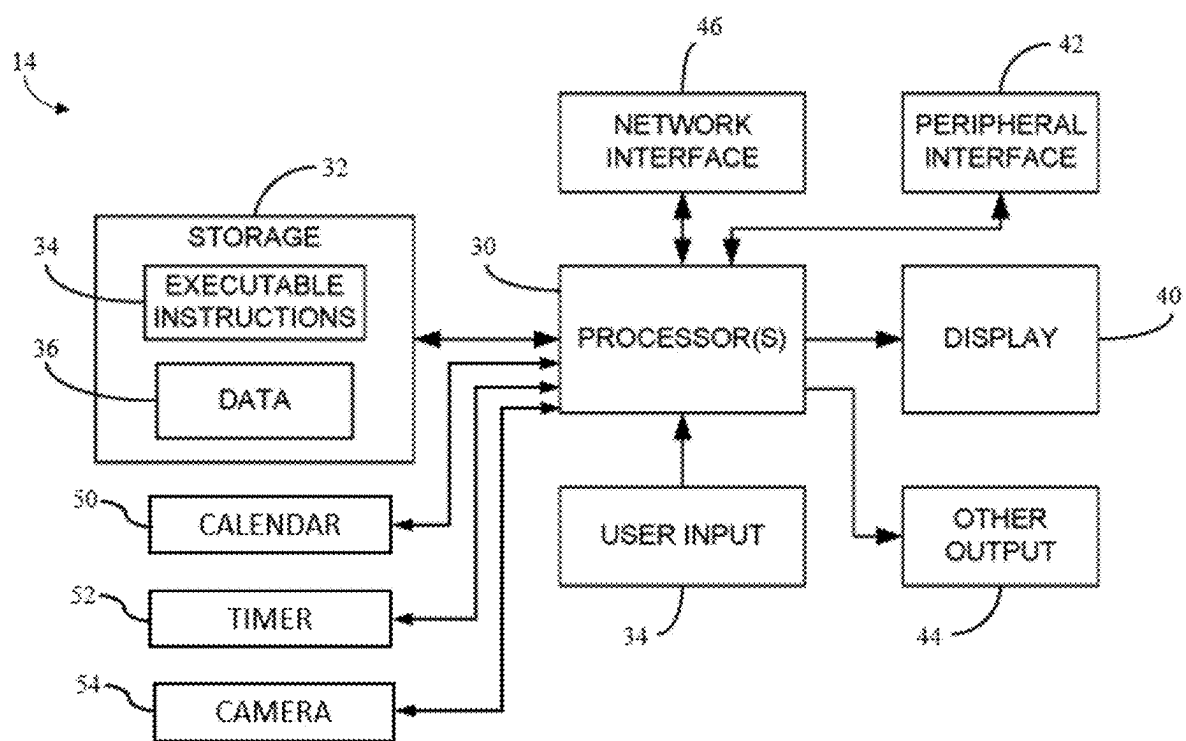 46
42
14
NETWORK
INTERFACE
PERIPHERAL
INTERFACE
32
STORAGE
34
EXECUTABLE
INSTRUCTIONS
30
PROCESSOR(S)
DISPLAY
40
36
DATA
50
CALENDAR
USER INPUT
OTHER
OUTPUT
52
TIMER
34
44
54
CAMERA